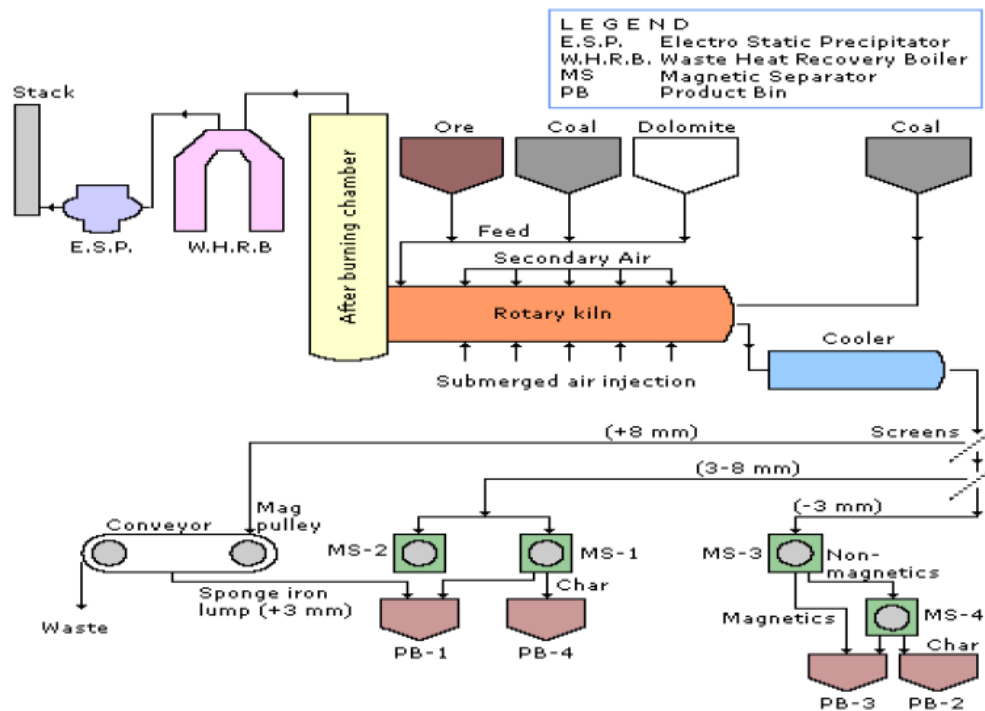 L E G E N D
E.S.P. Electro Static Precipitator
W.H.R.B. Waste Heat Recovery Boiler
MS Magnetic Separator
PB Product Bin
Stack
Ore
Coal
Dolomite
Coal
After burning chamber
E.S.P.
W.H.R.B
Feed
Secondary Air
Rotary kiln
Submerged air injection
Cooler
(+8 mm)
Screens
(3-8 mm)
(-3 mm)
Mag
pulley
Conveyor
MS-2
MS-1
MS-3
Non-
magnetics
Sponge iron
lump (+3 mm)
Char
Waste
Magnetics
MS-4
Char
PB-1
PB-4
PB-3
PB-2